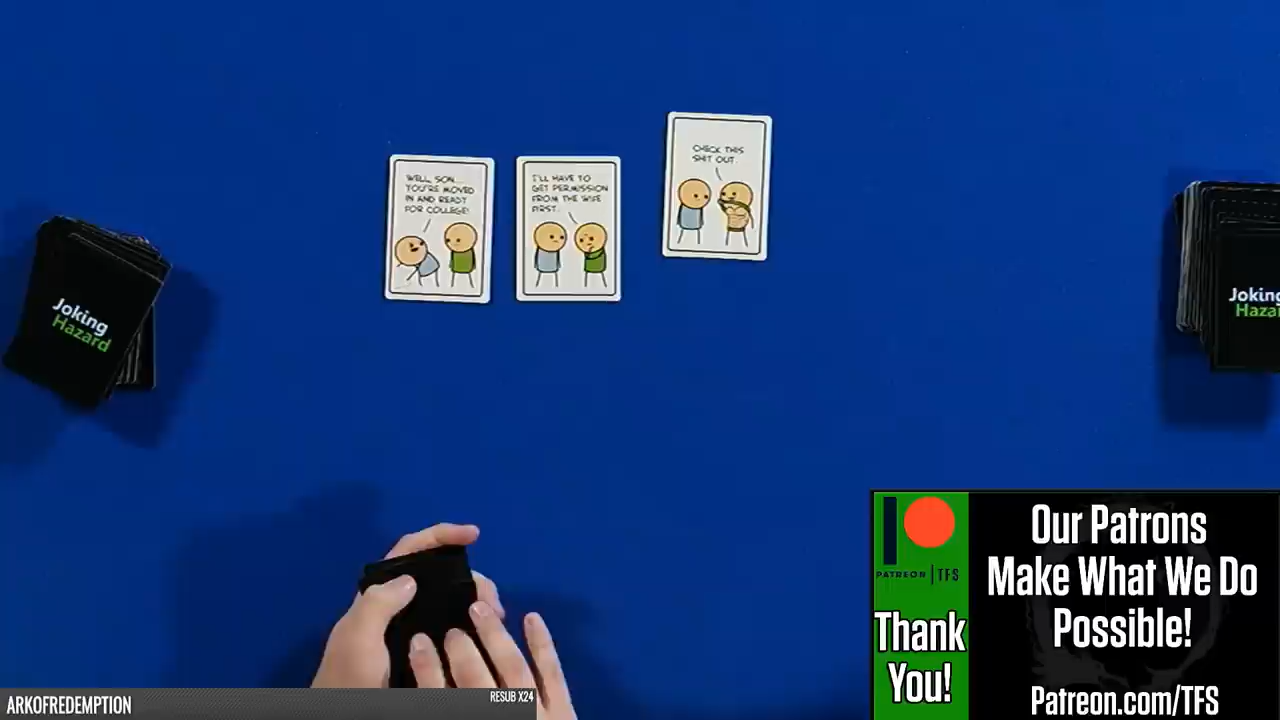 WELL, SON...
YOU'RE MOVED
IN AND READY
FOR COLLEGE!
I'LL HAVE TO
GET PERMISSION
FROM THE WIFE
FIRST.
CHECK THIS
SHIT OUT.
Joking
Hazard
Joking
Hazar
PATREON | TFS
Thank
You!
Our Patrons
Make What We Do
Possible!
Patreon.com/TFS
ARKOFREDEMPTION
RESUB X24